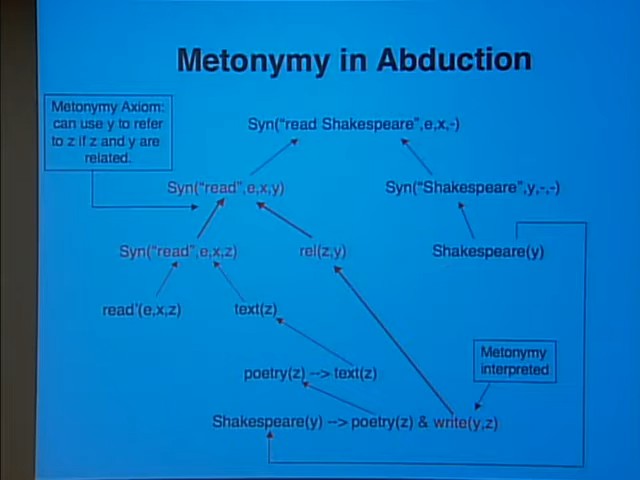 Metonymy in Abduction
Metonymy Axiom:
can use y to refer
to z if z and y are
related.
Syn("read Shakespeare",e,x,-)
Syn("read",e,x,y)
Syn("Shakespeare",y,-,-)
Syn("read",e,x,z)
rel(z,y)
Shakespeare(y)
read'(e,x,z)
text(z)
Metonymy
interpreted
poetry(z) --> text(z)
Shakespeare(y) --> poetry(z) & write(y,z)